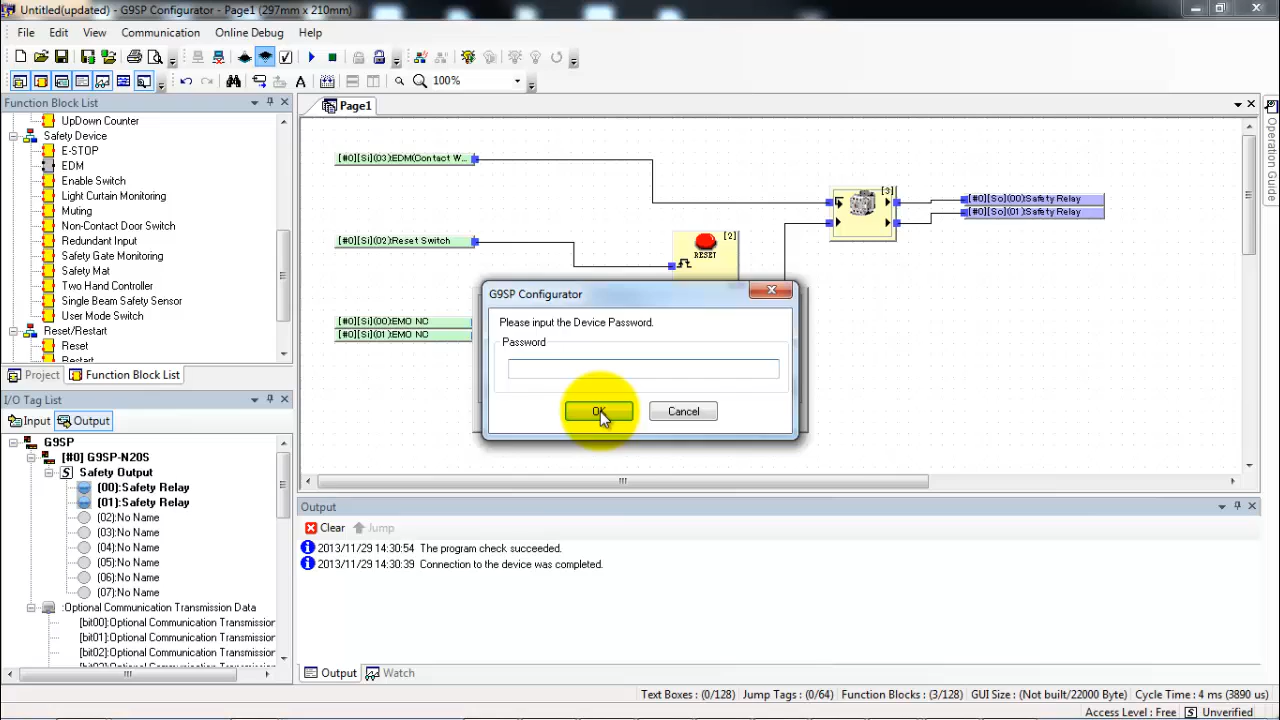 Untitled(updated) - G9SP Configurator - Page1 (297mm x 210mm)
File Edit View Communication Online Debug Help
100%
Function Block List
UpDown Counter
Safety Device
E-STOP
EDM
Enable Switch
Light Curtain Monitoring
Muting
Non-Contact Door Switch
Redundant Input
Safety Gate Monitoring
Safety Mat
Two Hand Controller
Single Beam Safety Sensor
User Mode Switch
Reset/Restart
Reset
Restart
Project Function Block List
I/O Tag List
Input Output
G9SP
[#0] G9SP-N20S
Safety Output
(00):Safety Relay
(01):Safety Relay
(02):No Name
(03):No Name
(04):No Name
(05):No Name
(06):No Name
(07):No Name
:Optional Communication Transmission Data
[bit00]:Optional Communication Transmission
[bit01]:Optional Communication Transmission
[bit02]:Optional Communication Transmission
Page1
[#0][Si](03):EDM(Contact W...
[3]
[#0][So](00):Safety Relay
[#0][So](01):Safety Relay
[#0][Si](02):Reset Switch
[2]
RESET
[#0][Si](00):EMO NC
[#0][Si](01):EMO NC
G9SP Configurator
Please input the Device Password.
Password
OK Cancel
Operation Guide
Output
Clear Jump
2013/11/29 14:30:54 The program check succeeded.
2013/11/29 14:30:39 Connection to the device was completed.
Output Watch
Text Boxes : (0/128) Jump Tags : (0/64) Function Blocks : (3/128) GUI Size : (Not built/22000 Byte) Cycle Time : 4 ms (3890 us)
Access Level : Free S Unverified